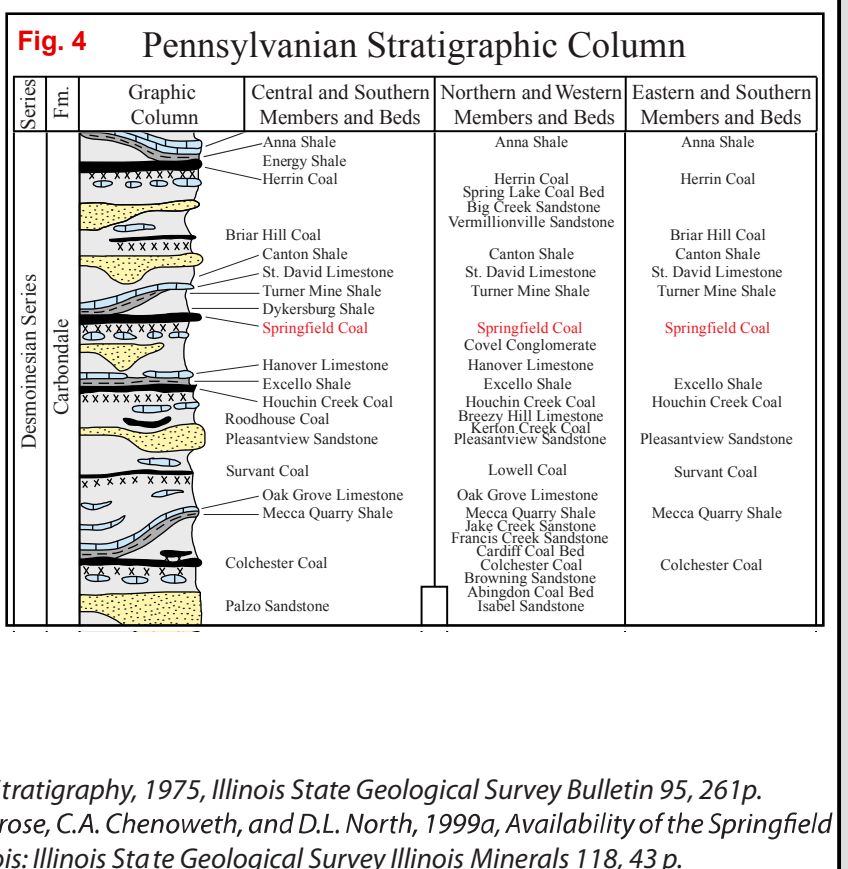 Fig. 4 Pennsylvanian Stratigraphic Column
Series
Fm.
Graphic
Column
Central and Southern
Members and Beds
Northern and Western
Members and Beds
Eastern and Southern
Members and Beds
Desmoinesian Series
Carbondale
Anna Shale
Energy Shale
Herrin Coal
Briar Hill Coal
Canton Shale
St. David Limestone
Turner Mine Shale
Dykersburg Shale
Springfield Coal
Hanover Limestone
Excello Shale
Houchin Creek Coal
Roodhouse Coal
Pleasantview Sandstone
Survant Coal
Oak Grove Limestone
Mecca Quarry Shale
Colchester Coal
Palzo Sandstone
Anna Shale
Herrin Coal
Spring Lake Coal Bed
Big Creek Sandstone
Vermillionville Sandstone
Canton Shale
St. David Limestone
Turner Mine Shale
Springfield Coal
Covel Conglomerate
Hanover Limestone
Excello Shale
Houchin Creek Coal
Breezy Hill Limestone
Kerton Creek Coal
Pleasantview Sandstone
Lowell Coal
Oak Grove Limestone
Mecca Quarry Shale
Jake Creek Sanstone
Francis Creek Sandstone
Cardiff Coal Bed
Colchester Coal
Browning Sandstone
Abingdon Coal Bed
Isabel Sandstone
Anna Shale
Herrin Coal
Briar Hill Coal
Canton Shale
St. David Limestone
Turner Mine Shale
Springfield Coal
Excello Shale
Houchin Creek Coal
Pleasantview Sandstone
Survant Coal
Mecca Quarry Shale
Colchester Coal
tratigraphy, 1975, Illinois State Geological Survey Bulletin 95, 261p.
rose, C.A. Chenoweth, and D.L. North, 1999a, Availability of the Springfield
ois: Illinois State Geological Survey Illinois Minerals 118, 43 p.